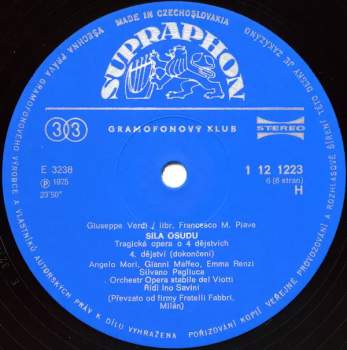 MADE IN CZECHOSLOVAKIA
VŠECHNA PRÁVA GRAMOFONOVÉHO VÝROBCE A VLASTNÍKŮ AUTORSKÝCH PRÁV K DÍLU VYHRAZENA POŘIZOVÁNÍ KOPIÍ VEŘEJNÉ PROVOZOVÁNÍ A ROZHLASOVÉ ŠÍŘENÍ TÉTO DESKY JE ZAKÁZÁNO
SUPRAPHON
33
GRAMOFONOVÝ KLUB
STEREO
E 3238
1 12 1223
℗ 1975
6 (6 stran)
23'50"
H
Giuseppe Verdi / libr. Francesco M. Piave
SÍLA OSUDU
Tragická opera o 4 dějstvích
4. dějství (dokončení)
Angelo Mori, Gianni Maffeo, Emma Renzi
Silvano Pagliuca
Orchestr Opera stabile del Viotti
Řídí Ino Savini
(Převzato od firmy Fratelli Fabbri,
Milán)